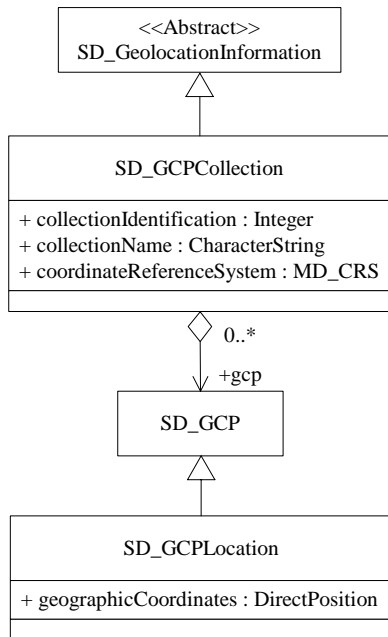 <<Abstract>>
SD_GeolocationInformation
SD_GCPCollection
+ collectionIdentification : Integer
+ collectionName : CharacterString
+ coordinateReferenceSystem : MD_CRS
0..*
+gcp
SD_GCP
SD_GCPLocation
+ geographicCoordinates : DirectPosition